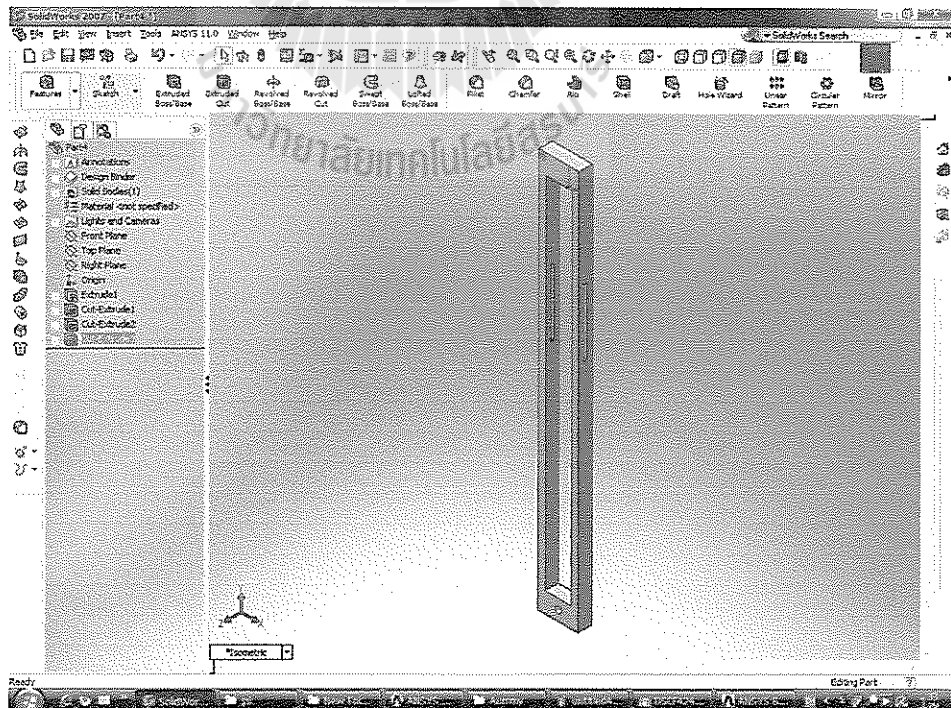 SolidWorks 2007 - [Part4 *]
File Edit View Insert Tools ANSYS 11.0 Window Help
SolidWorks Search
Features
Sketch
Extruded Boss/Base
Extruded Cut
Revolved Boss/Base
Revolved Cut
Swept Boss/Base
Lofted Boss/Base
Fillet
Chamfer
Rib
Shell
Draft
Hole Wizard
Linear Pattern
Circular Pattern
Mirror
Part4
Annotations
Design Binder
Solid Bodies(1)
Material <not specified>
Lights and Cameras
Front Plane
Top Plane
Right Plane
Origin
Extrude1
Cut-Extrude1
Cut-Extrude2
Y
Z
X
*Isometric
Ready
Editing Part